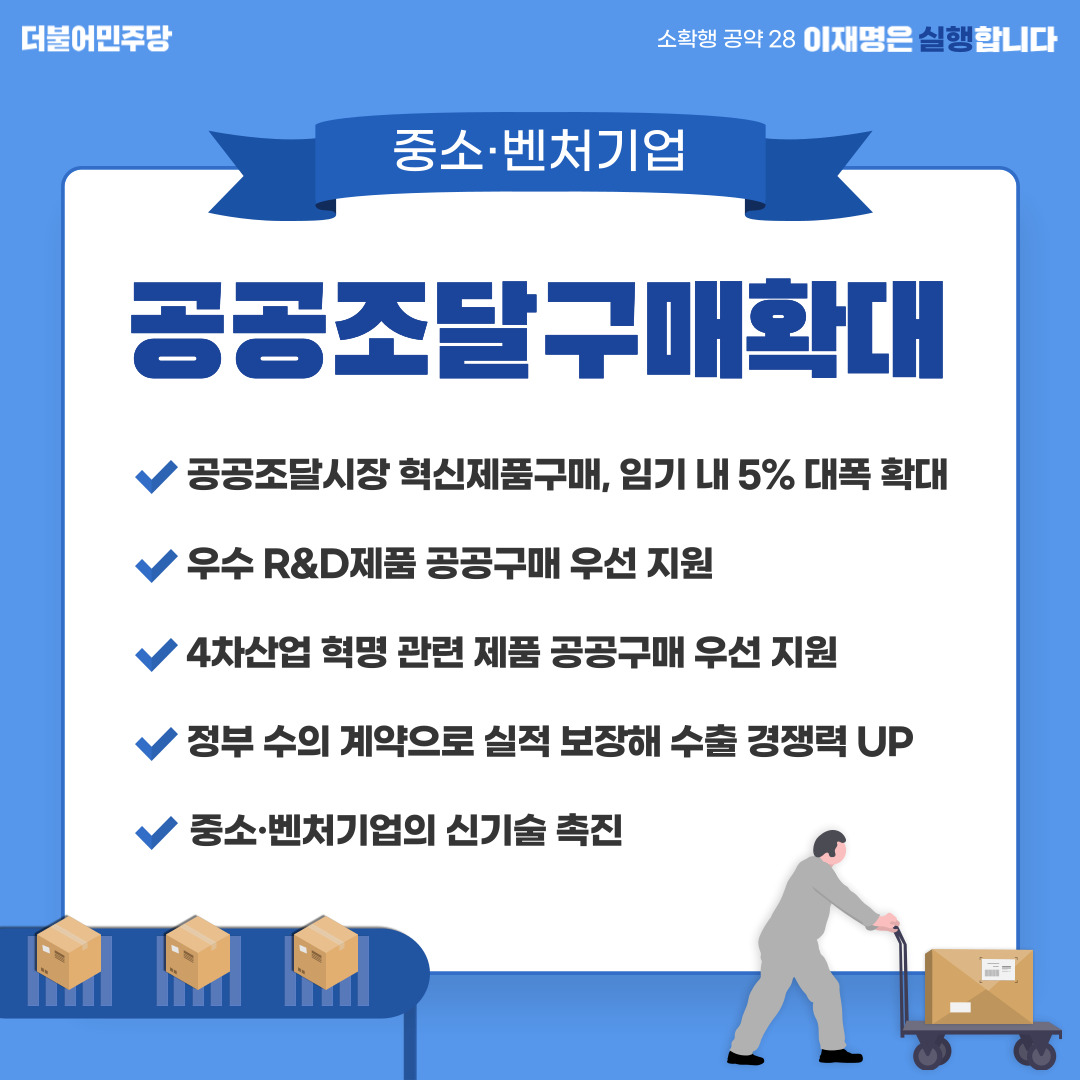 더불어민주당
소확행 공약 28 이재명은 실행합니다
중소·벤처기업
공공조달구매확대
공공조달시장 혁신제품구매, 임기 내 5% 대폭 확대
우수 R&D제품 공공구매 우선 지원
4차산업 혁명 관련 제품 공공구매 우선 지원
정부 수의 계약으로 실적 보장해 수출 경쟁력 UP
중소·벤처기업의 신기술 촉진